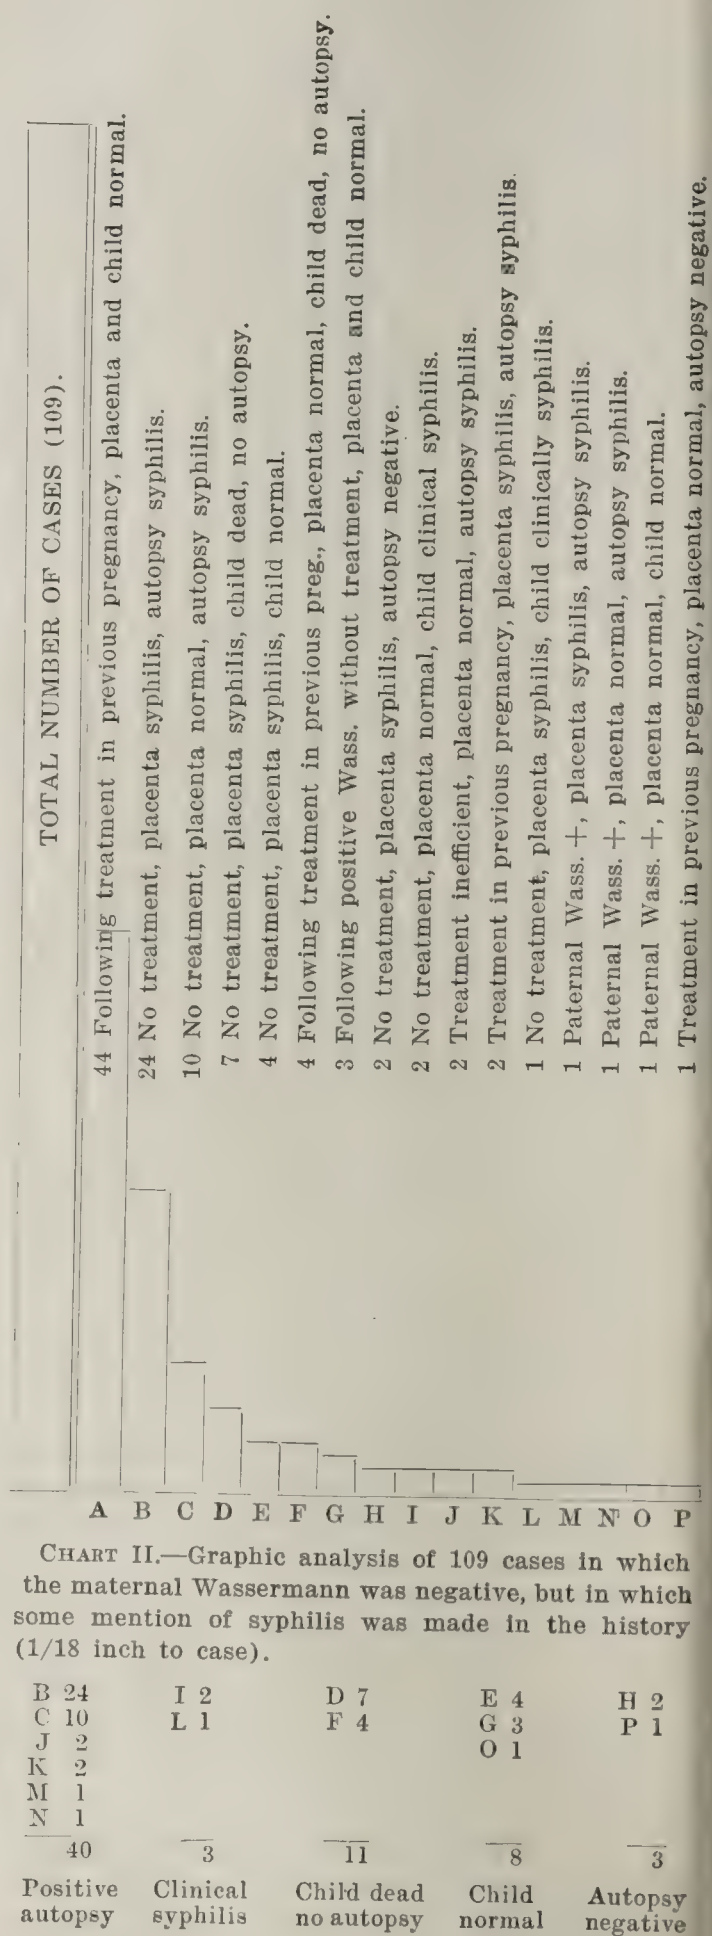 TOTAL NUMBER OF CASES (109).
44 Following treatment in previous pregnancy, placenta and child normal.
24 No treatment, placenta syphilis, autopsy syphilis.
10 No treatment, placenta normal, autopsy syphilis.
7 No treatment, placenta syphilis, child dead, no autopsy.
4 No treatment, placenta syphilis, child normal.
4 Following treatment in previous preg., placenta normal, child dead, no autopsy.
3 Following positive Wass. without treatment, placenta and child normal.
2 No treatment, placenta syphilis, autopsy negative.
2 No treatment, placenta normal, child clinical syphilis.
2 Treatment inefficient, placenta normal, autopsy syphilis.
2 Treatment in previous pregnancy, placenta syphilis, autopsy syphilis.
1 No treatment, placenta syphilis, child clinically syphilis.
1 Paternal Wass. +, placenta syphilis, autopsy syphilis.
1 Paternal Wass. +, placenta normal, autopsy syphilis.
1 Paternal Wass. +, placenta normal, child normal.
1 Treatment in previous pregnancy, placenta normal, autopsy negative.
A B C D E F G H I J K L M N O P
CHART II.—Graphic analysis of 109 cases in which
the maternal Wassermann was negative, but in which
some mention of syphilis was made in the history
(1/18 inch to case).
B 24 I 2 D 7 E 4 H 2
C 10 L 1 F 4 G 3 P 1
J 2 O 1
K 2
M 1
N 1
40 3 11 8 3
Positive Clinical Child dead Child Autopsy
autopsy syphilis no autopsy normal negative